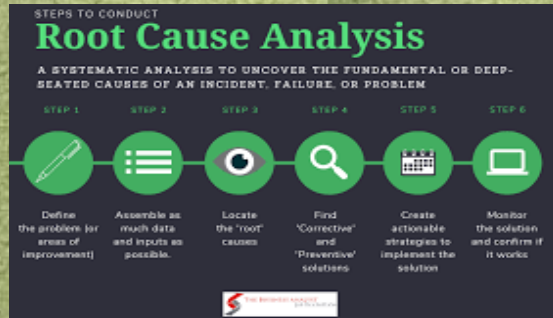 STEPS TO CONDUCT
Root Cause Analysis
A SYSTEMATIC ANALYSIS TO UNCOVER THE FUNDAMENTAL OR DEEP-
SEATED CAUSES OF AN INCIDENT, FAILURE, OR PROBLEM
STEP 1
Define
the problem (or
areas of
improvement)
STEP 2
Assemble as
much data
and inputs as
possible.
STEP 3
Locate
the "root"
causes
STEP 4
Find
'Corrective'
and
'Preventive'
solutions
STEP 5
Create
actionable
strategies to
implement the
solution
STEP 6
Monitor
the solution
and confirm if
it works
THE BUSINESS ANALYST